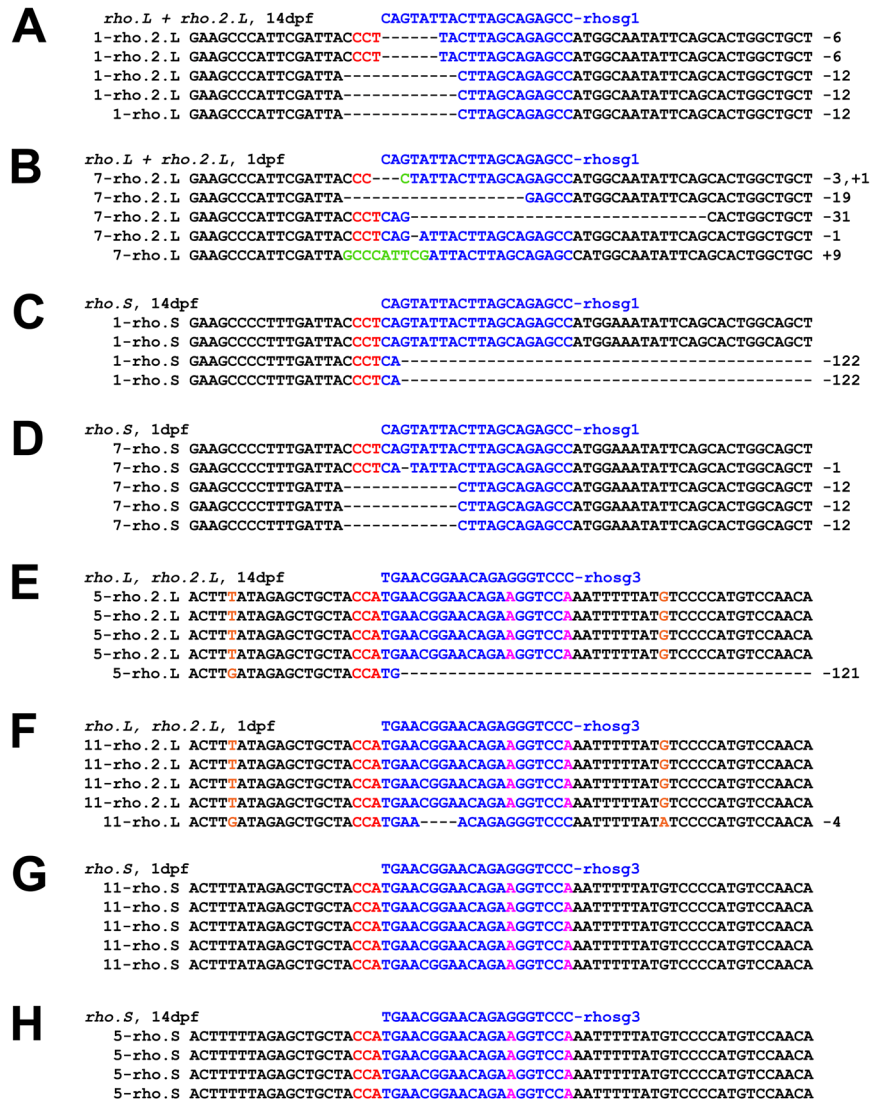 A
rho.L + rho.2.L, 14dpf CAGTATTACTTAGCAGAGCC-rhosg1
1-rho.2.L GAAGCCCATTCGATTACCCT------TACTTAGCAGAGCCATGGCAATATTCAGCACTGGCTGCT -6
1-rho.2.L GAAGCCCATTCGATTACCCT------TACTTAGCAGAGCCATGGCAATATTCAGCACTGGCTGCT -6
1-rho.2.L GAAGCCCATTCGATTA------------CTTAGCAGAGCCATGGCAATATTCAGCACTGGCTGCT -12
1-rho.2.L GAAGCCCATTCGATTA------------CTTAGCAGAGCCATGGCAATATTCAGCACTGGCTGCT -12
1-rho.L GAAGCCCATTCGATTA------------CTTAGCAGAGCCATGGCAATATTCAGCACTGGCTGCT -12
B
rho.L + rho.2.L, 1dpf CAGTATTACTTAGCAGAGCC-rhosg1
7-rho.2.L GAAGCCCATTCGATTACCC---CTATTACTTAGCAGAGCCATGGCAATATTCAGCACTGGCTGCT -3,+1
7-rho.2.L GAAGCCCATTCGATTA-------------------GAGCCATGGCAATATTCAGCACTGGCTGCT -19
7-rho.2.L GAAGCCCATTCGATTACCCTCAG-------------------------------CACTGGCTGCT -31
7-rho.2.L GAAGCCCATTCGATTACCCTCAG-ATTACTTAGCAGAGCCATGGCAATATTCAGCACTGGCTGCT -1
7-rho.L GAAGCCCATTCGATTAGCCCATTCGATTACTTAGCAGAGCCATGGCAATATTCAGCACTGGCTGC +9
C
rho.S, 14dpf CAGTATTACTTAGCAGAGCC-rhosg1
1-rho.S GAAGCCCCTTTGATTACCCTCAGTATTACTTAGCAGAGCCATGGAAATATTCAGCACTGGCAGCT
1-rho.S GAAGCCCCTTTGATTACCCTCAGTATTACTTAGCAGAGCCATGGAAATATTCAGCACTGGCAGCT
1-rho.S GAAGCCCCTTTGATTACCCTCA------------------------------------------- -122
1-rho.S GAAGCCCCTTTGATTACCCTCA------------------------------------------- -122
D
rho.S, 1dpf CAGTATTACTTAGCAGAGCC-rhosg1
7-rho.S GAAGCCCCTTTGATTACCCTCAGTATTACTTAGCAGAGCCATGGAAATATTCAGCACTGGCAGCT
7-rho.S GAAGCCCCTTTGATTACCCTCA-TATTACTTAGCAGAGCCATGGAAATATTCAGCACTGGCAGCT -1
7-rho.S GAAGCCCCTTTGATTA------------CTTAGCAGAGCCATGGAAATATTCAGCACTGGCAGCT -12
7-rho.S GAAGCCCCTTTGATTA------------CTTAGCAGAGCCATGGAAATATTCAGCACTGGCAGCT -12
7-rho.S GAAGCCCCTTTGATTA------------CTTAGCAGAGCCATGGAAATATTCAGCACTGGCAGCT -12
E
rho.L, rho.2.L, 14dpf TGAACGGAACAGAGGGTCCC-rhosg3
5-rho.2.L ACTTTATAGAGCTGCTACCATGAACGGAACAGAAGGTCCAAATTTTTATGTCCCCATGTCCAACA
5-rho.2.L ACTTTATAGAGCTGCTACCATGAACGGAACAGAAGGTCCAAATTTTTATGTCCCCATGTCCAACA
5-rho.2.L ACTTTATAGAGCTGCTACCATGAACGGAACAGAAGGTCCAAATTTTTATGTCCCCATGTCCAACA
5-rho.2.L ACTTTATAGAGCTGCTACCATGAACGGAACAGAAGGTCCAAATTTTTATGTCCCCATGTCCAACA
5-rho.L ACTTGATAGAGCTGCTACCATG------------------------------------------- -121
F
rho.L, rho.2.L, 1dpf TGAACGGAACAGAGGGTCCC-rhosg3
11-rho.2.L ACTTTATAGAGCTGCTACCATGAACGGAACAGAAGGTCCAAATTTTTATGTCCCCATGTCCAACA
11-rho.2.L ACTTTATAGAGCTGCTACCATGAACGGAACAGAAGGTCCAAATTTTTATGTCCCCATGTCCAACA
11-rho.2.L ACTTTATAGAGCTGCTACCATGAACGGAACAGAAGGTCCAAATTTTTATGTCCCCATGTCCAACA
11-rho.2.L ACTTTATAGAGCTGCTACCATGAACGGAACAGAAGGTCCAAATTTTTATGTCCCCATGTCCAACA
11-rho.L ACTTGATAGAGCTGCTACCATGAA----ACAGAGGGTCCCAATTTTTATATCCCCATGTCCAACA -4
G
rho.S, 1dpf TGAACGGAACAGAGGGTCCC-rhosg3
11-rho.S ACTTTATAGAGCTGCTACCATGAACGGAACAGAAGGTCCAAATTTTTATGTCCCCATGTCCAACA
11-rho.S ACTTTATAGAGCTGCTACCATGAACGGAACAGAAGGTCCAAATTTTTATGTCCCCATGTCCAACA
11-rho.S ACTTTATAGAGCTGCTACCATGAACGGAACAGAAGGTCCAAATTTTTATGTCCCCATGTCCAACA
11-rho.S ACTTTATAGAGCTGCTACCATGAACGGAACAGAAGGTCCAAATTTTTATGTCCCCATGTCCAACA
11-rho.S ACTTTATAGAGCTGCTACCATGAACGGAACAGAAGGTCCAAATTTTTATGTCCCCATGTCCAACA
H
rho.S, 14dpf TGAACGGAACAGAGGGTCCC-rhosg3
5-rho.S ACTTTTTAGAGCTGCTACCATGAACGGAACAGAAGGTCCAAATTTTTATGTCCCCATGTCCAACA
5-rho.S ACTTTTTAGAGCTGCTACCATGAACGGAACAGAAGGTCCAAATTTTTATGTCCCCATGTCCAACA
5-rho.S ACTTTTTAGAGCTGCTACCATGAACGGAACAGAAGGTCCAAATTTTTATGTCCCCATGTCCAACA
5-rho.S ACTTTTTAGAGCTGCTACCATGAACGGAACAGAAGGTCCAAATTTTTATGTCCCCATGTCCAACA